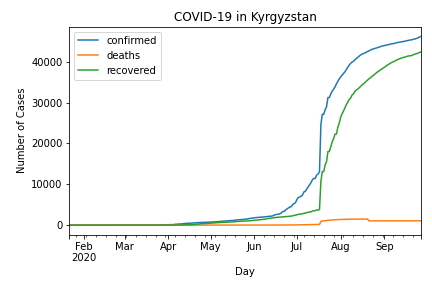 COVID-19 in Kyrgyzstan
confirmed
deaths
recovered
Number of Cases
40000
30000
20000
10000
0
Feb Mar Apr May Jun Jul Aug Sep
2020
Day